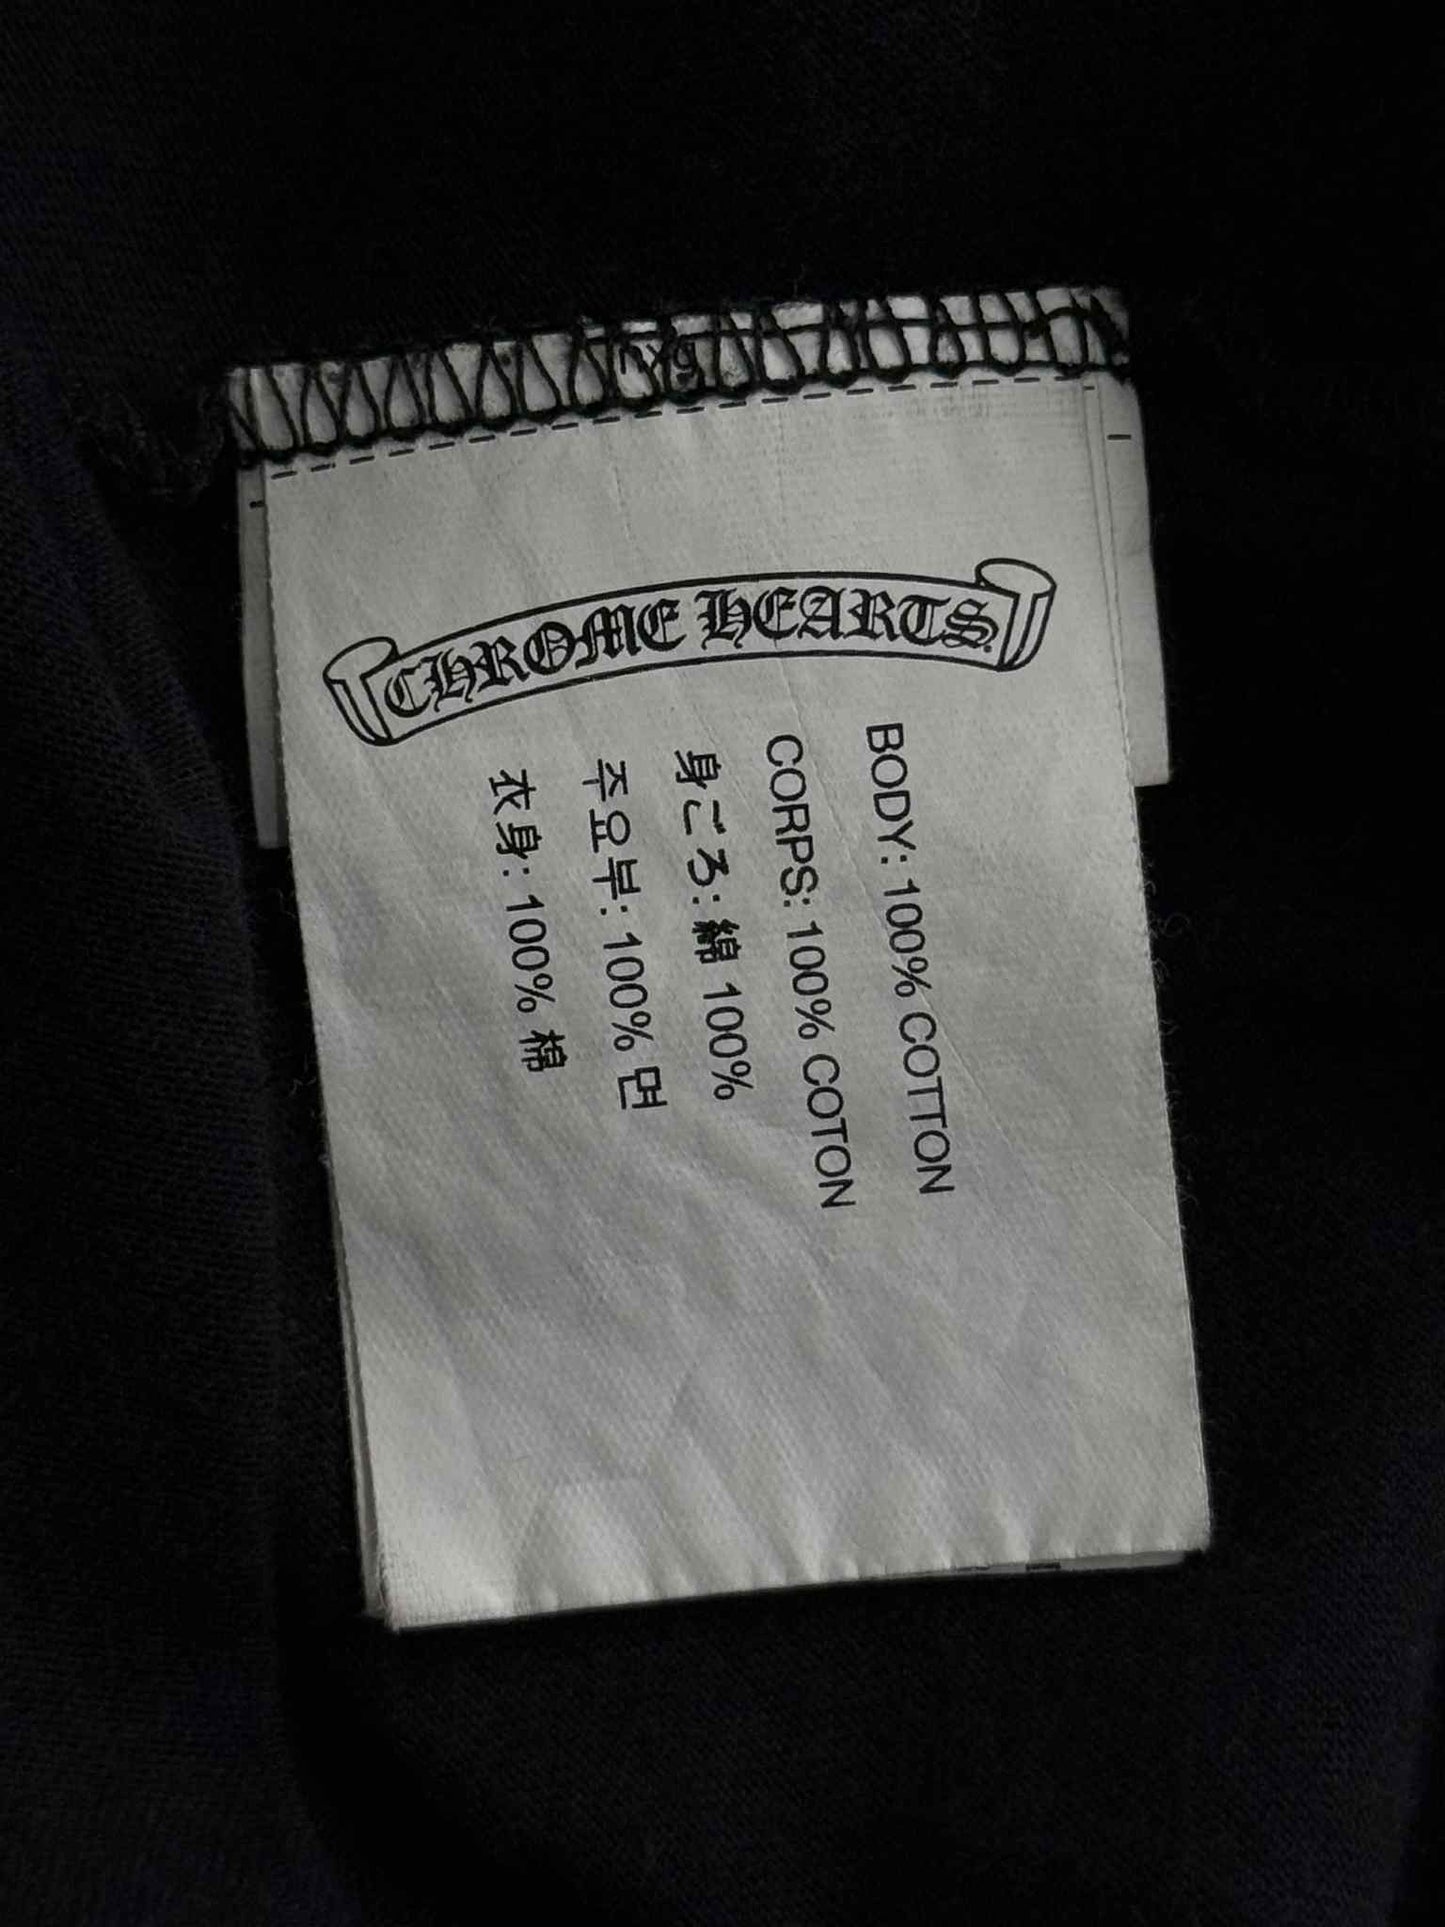 CHROME HEARTS
BODY: 100% COTTON
CORPS: 100% COTON
身ごろ: 綿 100%
주요부: 100% 면
衣身: 100% 棉